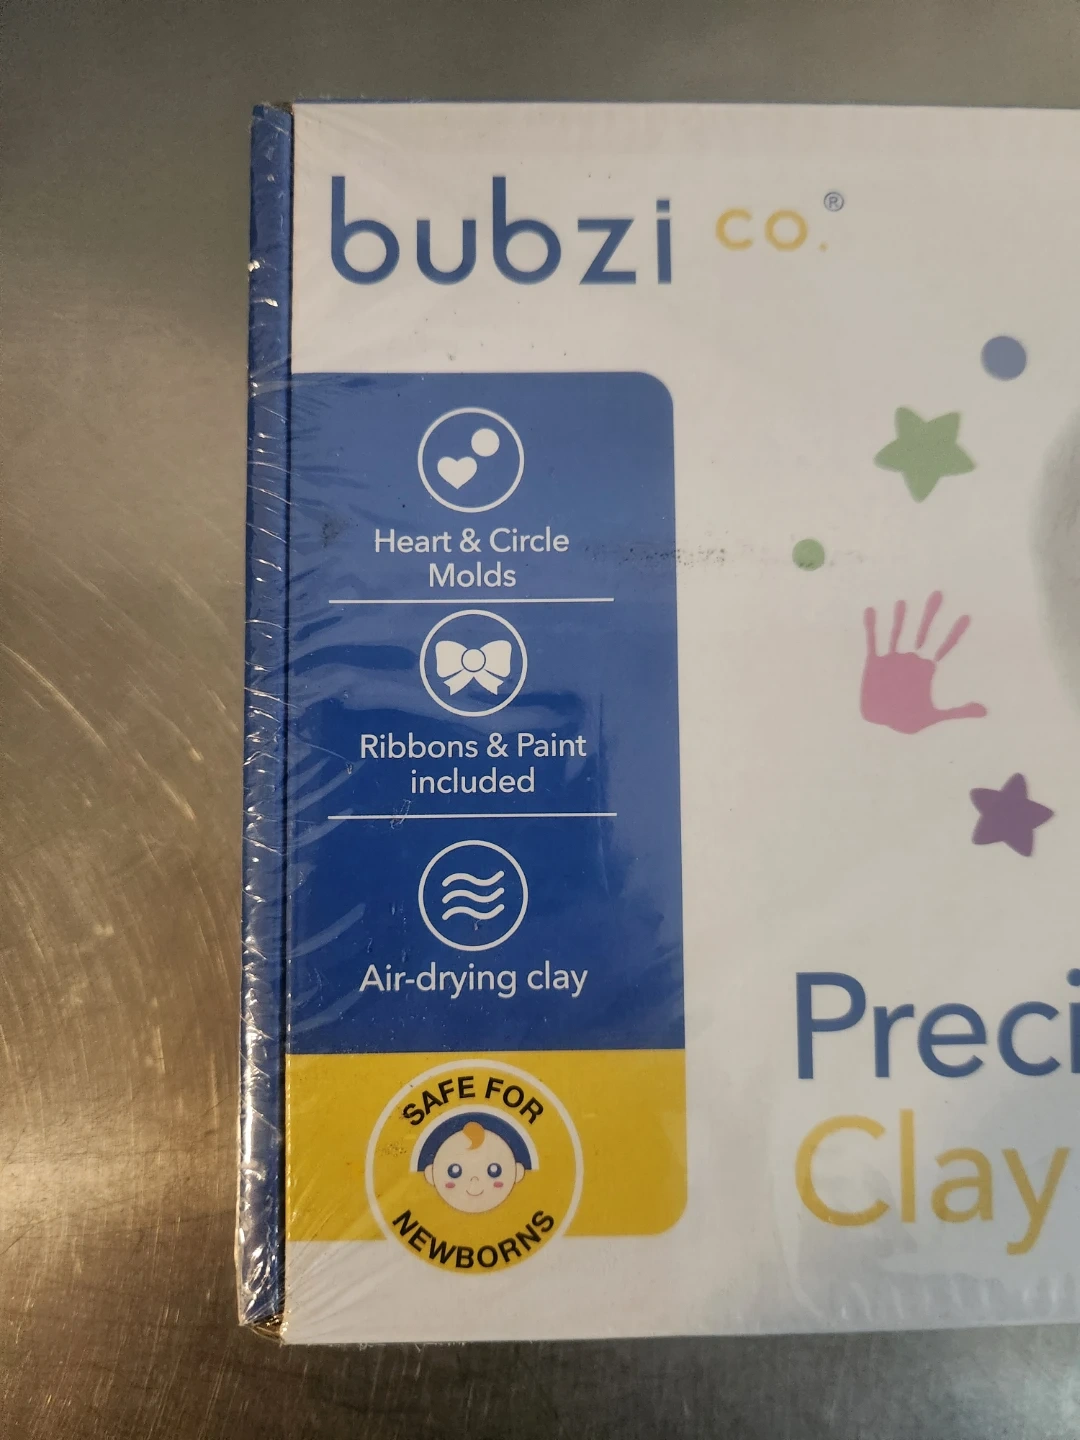 bubzi co.®
Heart & Circle
Molds
Ribbons & Paint
included
Air-drying clay
SAFE FOR
NEWBORNS
Preci
Clay